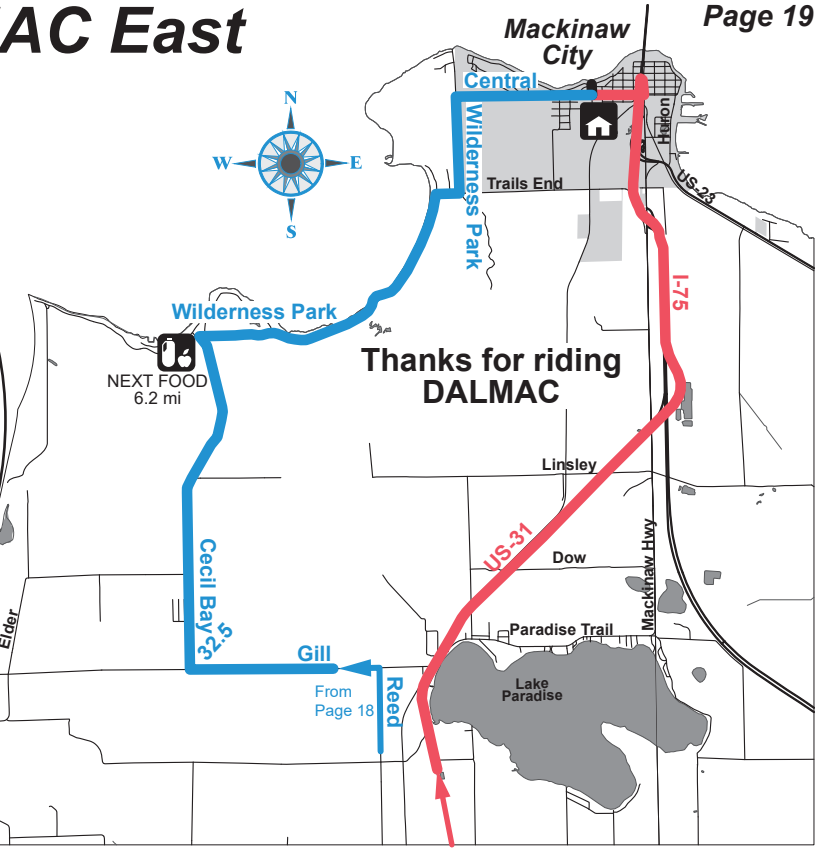 AC East
Page 19
Mackinaw
City
Central
Huron
N
W
E
S
Wilderness Park
Trails End
US-23
I-75
Wilderness Park
NEXT FOOD
6.2 mi
Thanks for riding
DALMAC
Linsley
US-31
Dow
Mackinaw Hwy
Cecil Bay
32.5
Elder
Paradise Trail
Gill
From
Page 18
Reed
Lake
Paradise